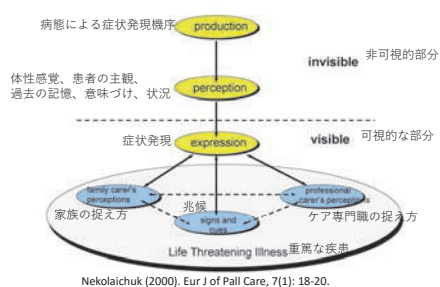 病態による症状発現機序
production
invisible
非可視的部分
体性感覚、患者の主観、
過去の記憶、意味づけ、状況
perception
visible
可視的な部分
症状発現
expression
family carer's
perceptions
professional
carer's perceptions
家族の捉え方
兆候
signs and
cues
ケア専門職の捉え方
Life Threatening Illness
重篤な疾患
Nekolaichuk (2000). Eur J of Pall Care, 7(1): 18-20.